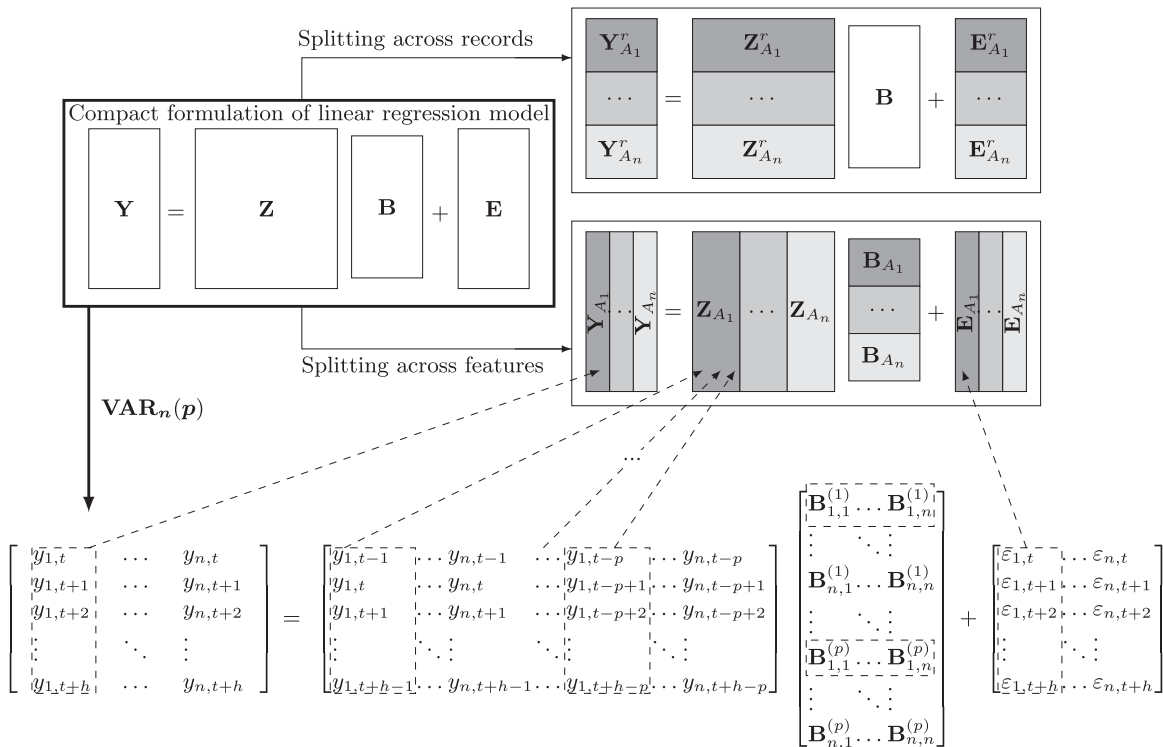 Splitting across records
Y^r_{A_1} Z^r_{A_1} E^r_{A_1}
... = ... B + ...
Y^r_{A_n} Z^r_{A_n} E^r_{A_n}
Compact formulation of linear regression model
Y = Z B + E
Y_{A_1} ... Y_{A_n} = Z_{A_1} ... Z_{A_n} B_{A_1} ... B_{A_n} + E_{A_1} ... E_{A_n}
Splitting across features
VAR_n(p)
...
[ y_{1,t} ... y_{n,t} ] = [ y_{1,t-1} ... y_{n,t-1} ... y_{1,t-p} ... y_{n,t-p} ]
y_{1,t+1} ... y_{n,t+1} y_{1,t} ... y_{n,t} y_{1,t-p+1} ... y_{n,t-p+1}
y_{1,t+2} ... y_{n,t+2} y_{1,t+1} ... y_{n,t+1} y_{1,t-p+2} ... y_{n,t-p+2}
⋮ ⋱ ⋮ ⋮ ⋱ ⋮ ⋱ ⋮ ⋱ ⋮
y_{1,t+h} ... y_{n,t+h} y_{1,t+h-1} ... y_{n,t+h-1} ... y_{1,t+h-p} ... y_{n,t+h-p}
B^{(1)}_{1,1} ... B^{(1)}_{1,n}
⋮ ⋱ ⋮
B^{(1)}_{n,1} ... B^{(1)}_{n,n}
⋮ ⋱ ⋮
B^{(p)}_{1,1} ... B^{(p)}_{1,n}
⋮ ⋱ ⋮
B^{(p)}_{n,1} ... B^{(p)}_{n,n}
+
ε_{1,t} ... ε_{n,t}
ε_{1,t+1} ... ε_{n,t+1}
ε_{1,t+2} ... ε_{n,t+2}
⋮ ⋱ ⋮
ε_{1,t+h} ... ε_{n,t+h}